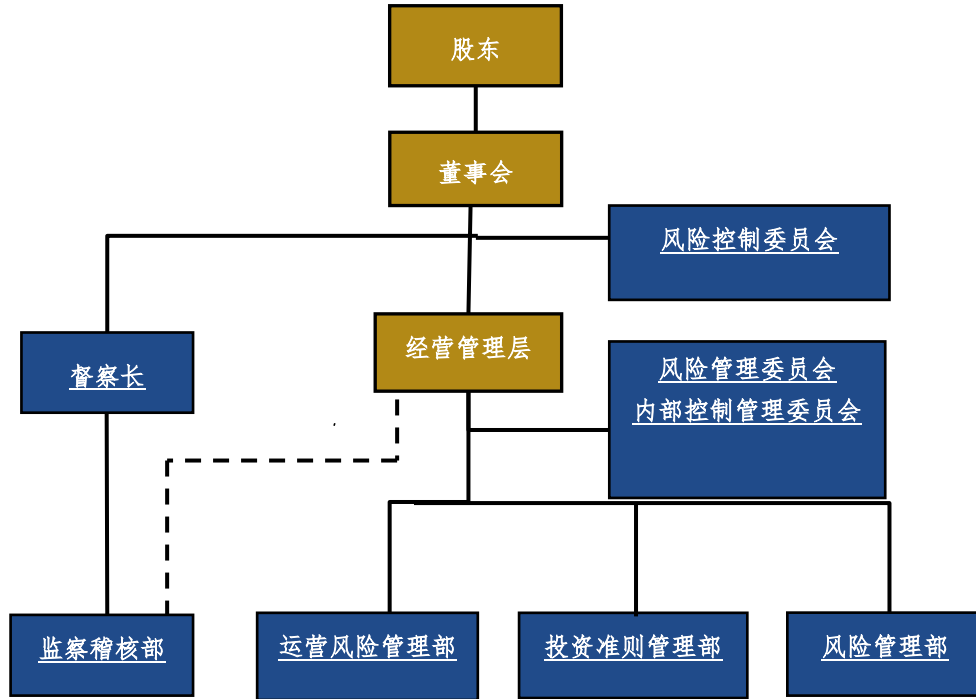 股东
董事会
风险控制委员会
经营管理层
督察长
风险管理委员会
内部控制管理委员会
监察稽核部
运营风险管理部
投资准则管理部
风险管理部